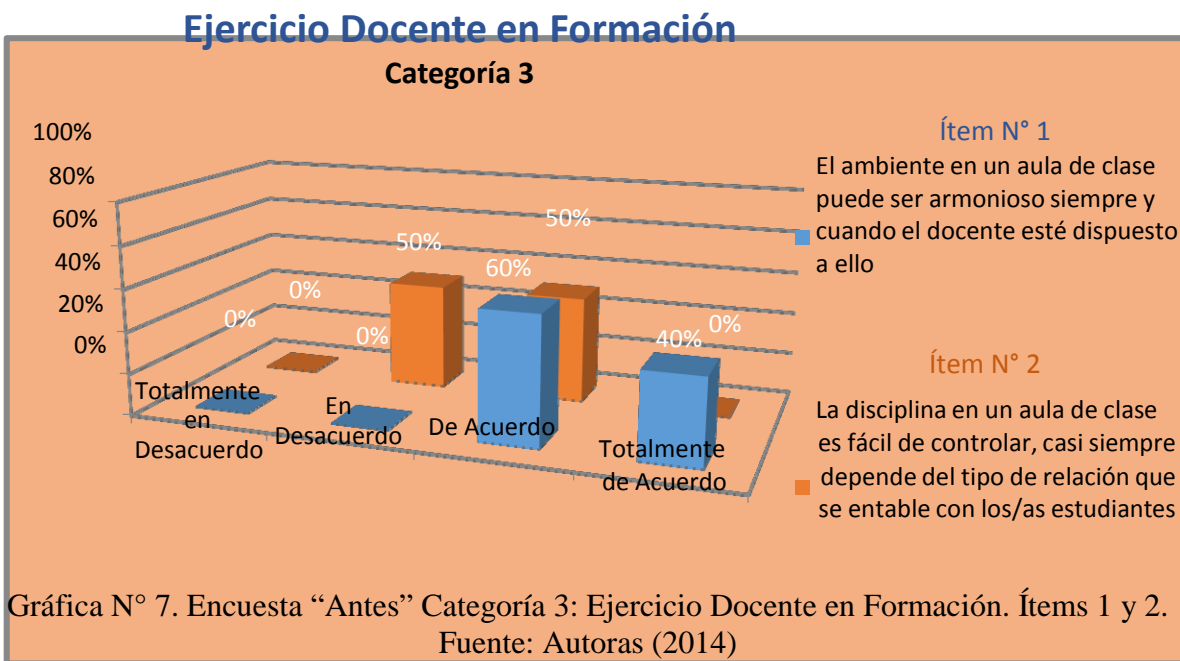 Ejercicio Docente en Formación
Categoría 3
100%
80%
60%
40%
20%
0%
0%
0%
0%
50%
60%
50%
40%
0%
Totalmente
en
Desacuerdo
En
Desacuerdo
De Acuerdo
Totalmente
de Acuerdo
Ítem N° 1
El ambiente en un aula de clase
puede ser armonioso siempre y
cuando el docente esté dispuesto
a ello
Ítem N° 2
La disciplina en un aula de clase
es fácil de controlar, casi siempre
depende del tipo de relación que
se entable con los/as estudiantes
Gráfica N° 7. Encuesta “Antes” Categoría 3: Ejercicio Docente en Formación. Ítems 1 y 2.
Fuente: Autoras (2014)